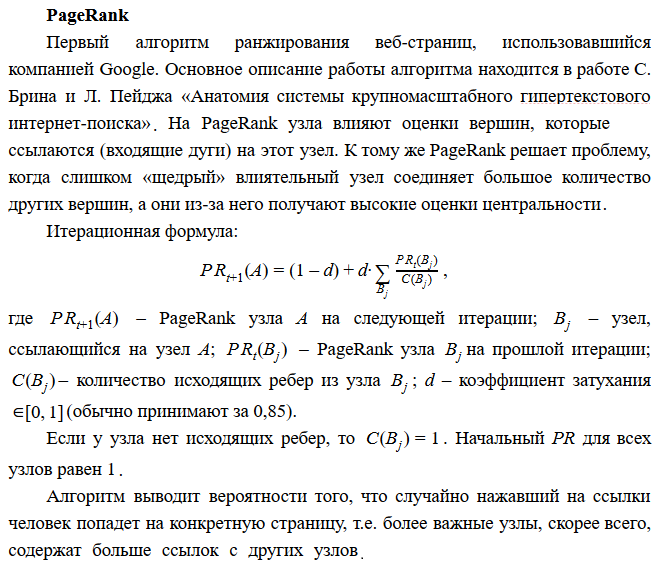 PageRank
Первый алгоритм ранжирования веб-страниц, использовавшийся
компанией Google. Основное описание работы алгоритма находится в работе С.
Брина и Л. Пейджа «Анатомия системы крупномасштабного гипертекстового
интернет-поиска». На PageRank узла влияют оценки вершин, которые
ссылаются (входящие дуги) на этот узел. К тому же PageRank решает проблему,
когда слишком «щедрый» влиятельный узел соединяет большое количество
других вершин, а они из-за него получают высокие оценки центральности.
Итерационная формула:
PR_{t+1}(A) = (1 – d) + d·∑_{B_j} PR_t(B_j)/C(B_j) ,
где PR_{t+1}(A) – PageRank узла A на следующей итерации; B_j – узел,
ссылающийся на узел A; PR_t(B_j) – PageRank узла B_j на прошлой итерации;
C(B_j) – количество исходящих ребер из узла B_j ; d – коэффициент затухания
∈[0, 1] (обычно принимают за 0,85).
Если у узла нет исходящих ребер, то C(B_j) = 1 . Начальный PR для всех
узлов равен 1 .
Алгоритм выводит вероятности того, что случайно нажавший на ссылки
человек попадет на конкретную страницу, т.е. более важные узлы, скорее всего,
содержат больше ссылок с других узлов.